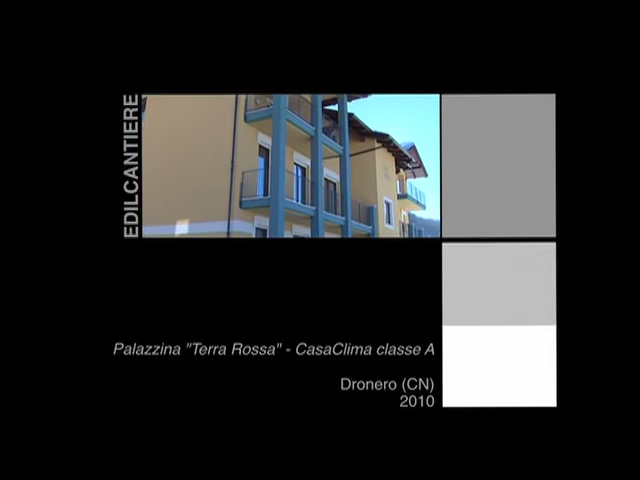 EDILCANTIERE
Palazzina "Terra Rossa" - CasaClima classe A
Dronero (CN)
2010